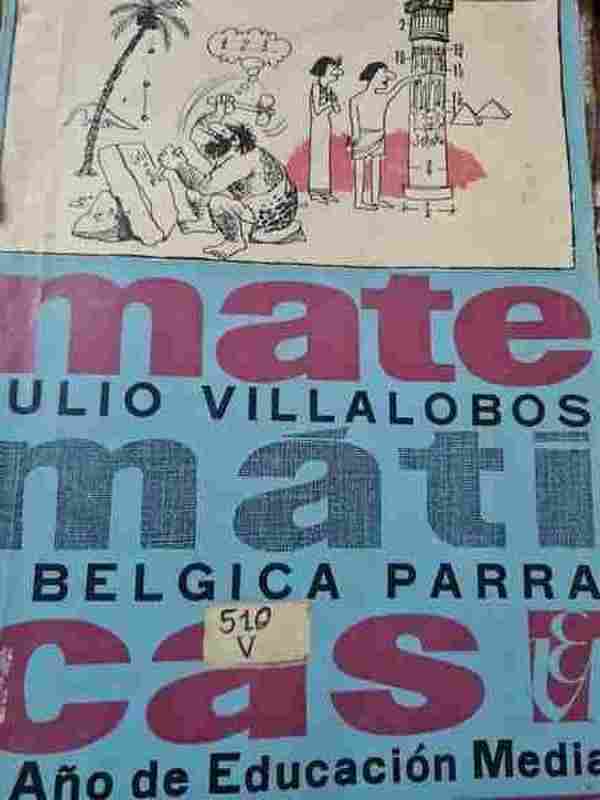 mate
ULIO VILLALOBOS
máti
BELGICA PARRA
510
V
cas
Año de Educación Media